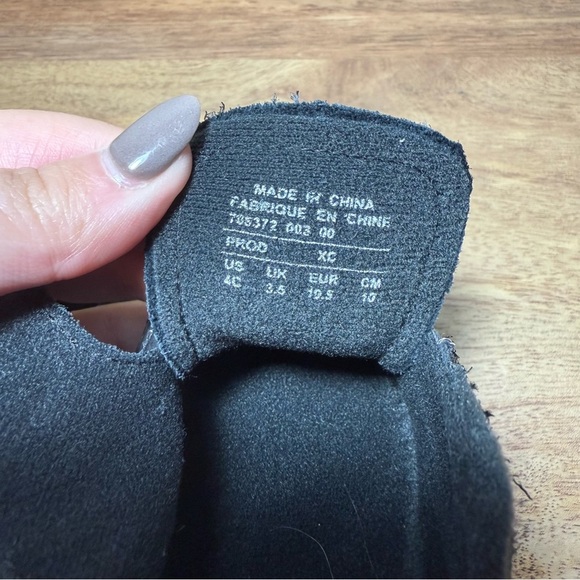 MADE IN CHINA
FABRIQUE EN CHINE
705372 003 00
PROD XC
US UK EUR CM
4C 3.5 19.5 10